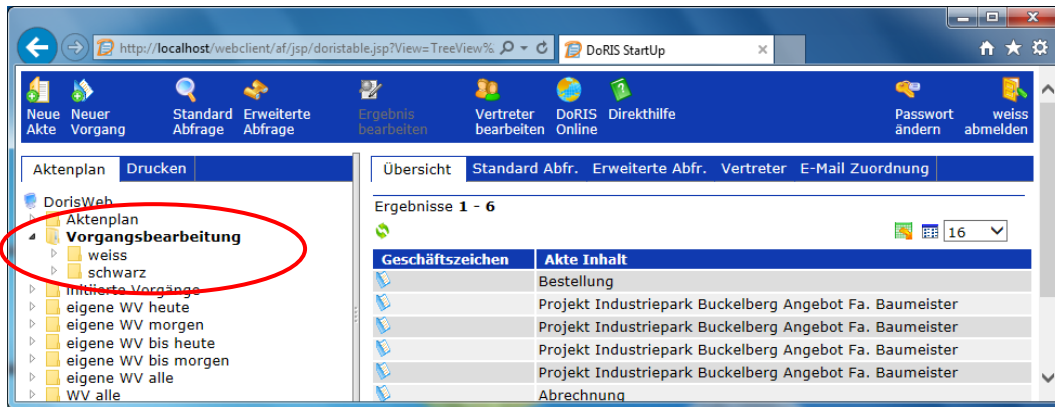 http://localhost/webclient/af/jsp/doristable.jsp?View=TreeView%
DoRIS StartUp
Neue Akte
Neuer Vorgang
Standard Abfrage
Erweiterte Abfrage
Ergebnis bearbeiten
Vertreter bearbeiten
DoRIS Online
Direkthilfe
Passwort ändern
weiss abmelden
Aktenplan
Drucken
DorisWeb
Aktenplan
Vorgangsbearbeitung
weiss
schwarz
initiierte Vorgänge
eigene WV heute
eigene WV morgen
eigene WV bis heute
eigene WV bis morgen
eigene WV alle
WV alle
Übersicht
Standard Abfr.
Erweiterte Abfr.
Vertreter
E-Mail Zuordnung
Ergebnisse 1 - 6
16
Geschäftszeichen
Akte Inhalt
Bestellung
Projekt Industriepark Buckelberg Angebot Fa. Baumeister
Projekt Industriepark Buckelberg Angebot Fa. Baumeister
Projekt Industriepark Buckelberg Angebot Fa. Baumeister
Projekt Industriepark Buckelberg Angebot Fa. Baumeister
Abrechnung